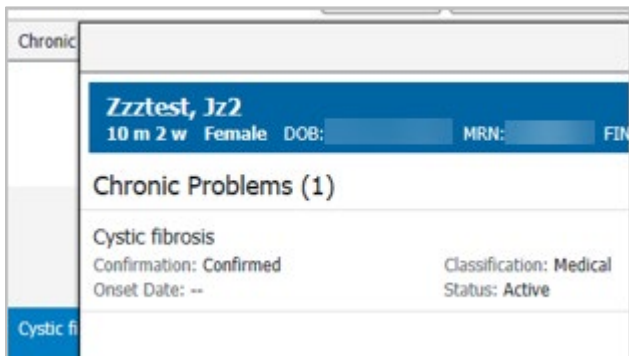 Chronic
Zzztest, Jz2
10 m 2 w Female DOB: MRN: FIN
Chronic Problems (1)
Cystic fibrosis
Confirmation: Confirmed Classification: Medical
Onset Date: -- Status: Active
Cystic fi